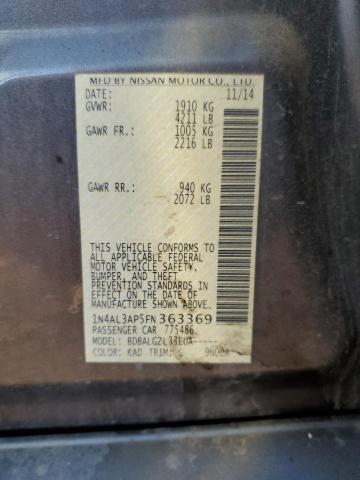 MFD BY NISSAN MOTOR CO., LTD.
DATE: 11/14
GVWR: 1910 KG
4211 LB
GAWR FR.: 1005 KG
2216 LB
GAWR RR.: 940 KG
2072 LB
THIS VEHICLE CONFORMS TO
ALL APPLICABLE FEDERAL
MOTOR VEHICLE SAFETY,
BUMPER, AND THEFT
PREVENTION STANDARDS
IN EFFECT ON THE DATE OF
MANUFACTURE SHOWN ABOVE.
1N4AL3AP5FN363369
PASSENGER CAR 775486
MODEL: BDBALGZL33EUA-----
COLOR: KAD TRIM: G